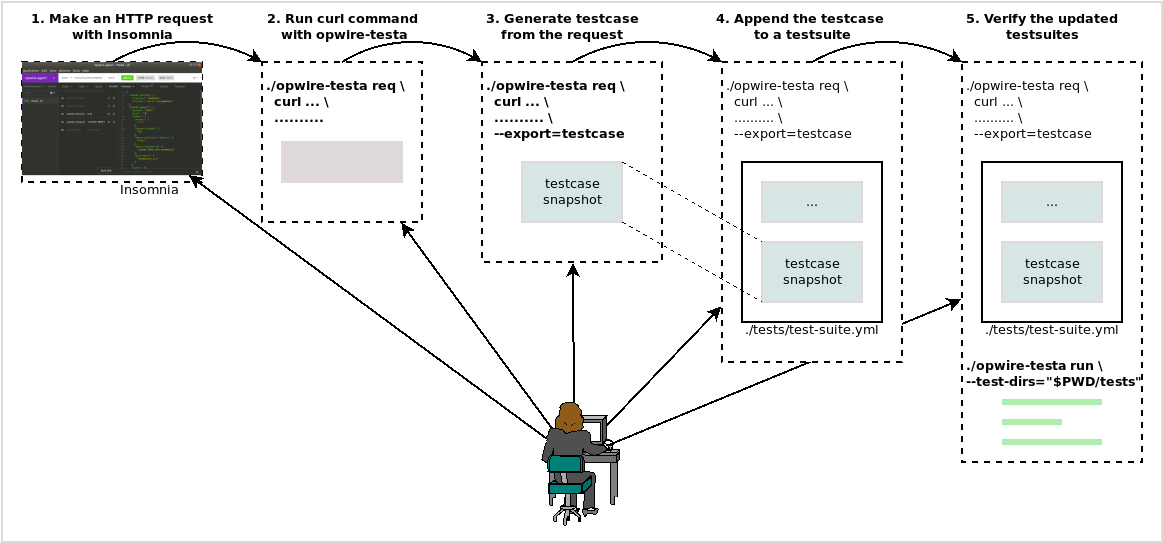 1. Make an HTTP request
with Insomnia
Insomnia
2. Run curl command
with opwire-testa
./opwire-testa req \
curl ... \
..........
3. Generate testcase
from the request
./opwire-testa req \
curl ... \
.......... \
--export=testcase
testcase
snapshot
4. Append the testcase
to a testsuite
./opwire-testa req \
curl ... \
.......... \
--export=testcase
...
testcase
snapshot
./tests/test-suite.yml
5. Verify the updated
testsuites
./opwire-testa req \
curl ... \
.......... \
--export=testcase
...
testcase
snapshot
./tests/test-suite.yml
./opwire-testa run \
--test-dirs="$PWD/tests"